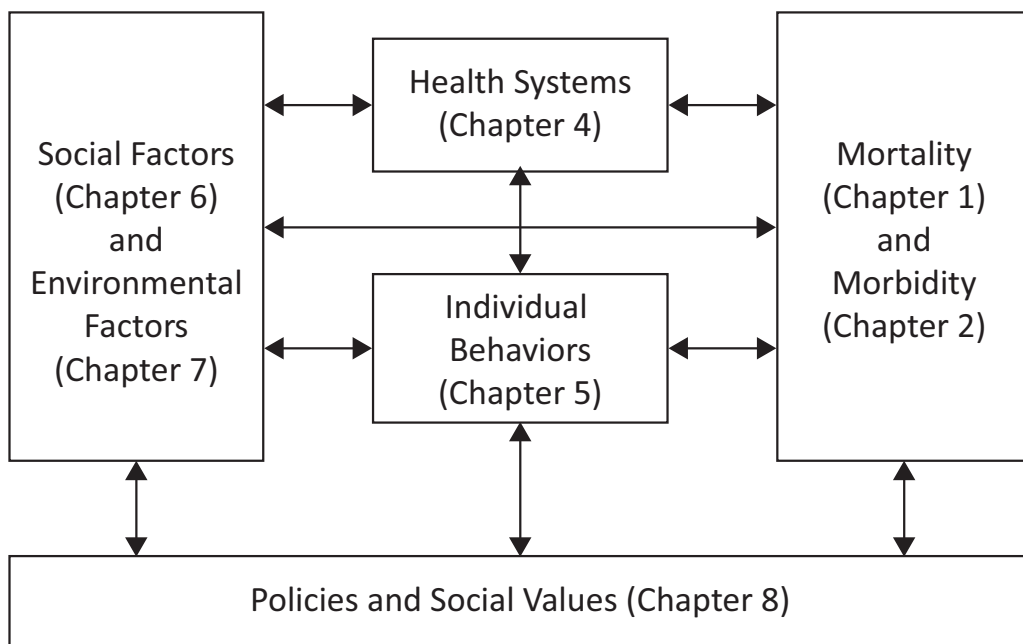 Health Systems
(Chapter 4)
Social Factors
(Chapter 6)
and
Environmental
Factors
(Chapter 7)
Mortality
(Chapter 1)
and
Morbidity
(Chapter 2)
Individual
Behaviors
(Chapter 5)
Policies and Social Values (Chapter 8)